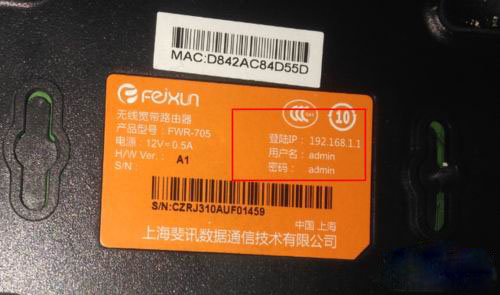 MAC:D842AC84D55D
FEIXUN
无线宽带路由器
产品型号: FWR-705
电源: 12V⎓0.5A
H/W Ver.: A1
S/N:
CCC S&E
10
登陆IP: 192.168.1.1
用户名: admin
密码: admin
S/N:CZRJ310AUF01459
中国 上海
上海斐讯数据通信技术有限公司